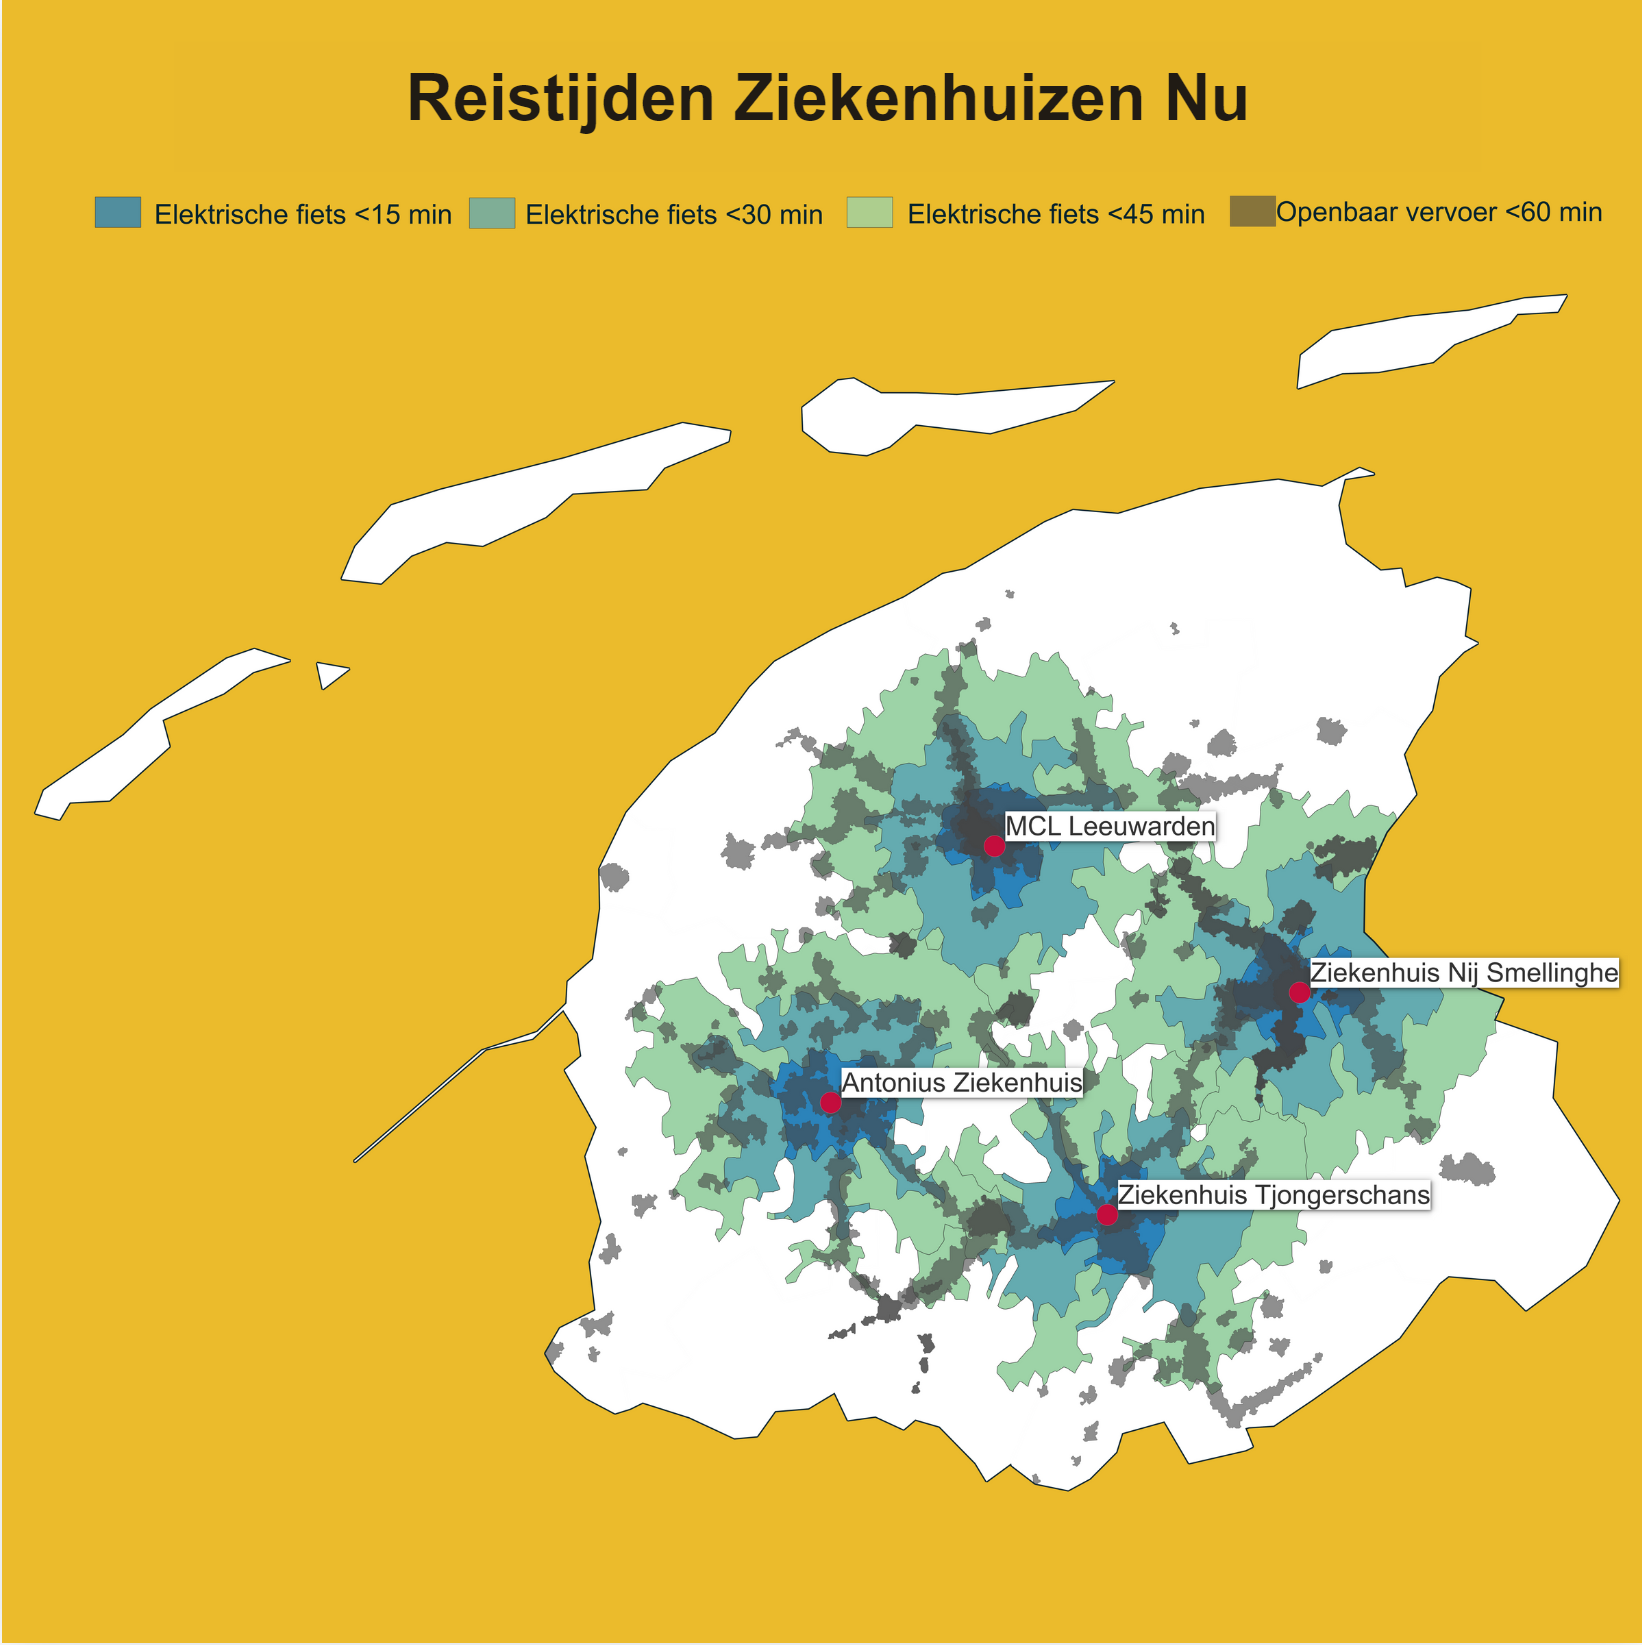 Reistijden Ziekenhuizen Nu
Elektrische fiets <15 min
Elektrische fiets <30 min
Elektrische fiets <45 min
Openbaar vervoer <60 min
MCL Leeuwarden
Ziekenhuis Nij Smellinghe
Antonius Ziekenhuis
Ziekenhuis Tjongerschans